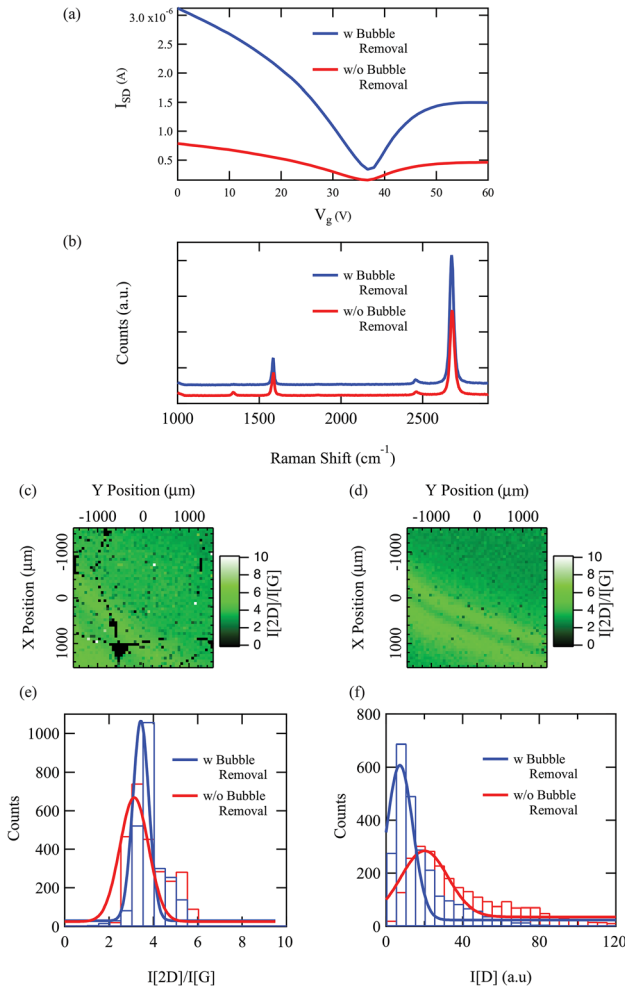 (a)
3.0 x10⁻⁶
2.5
2.0
1.5
1.0
0.5
I_SD (A)
w Bubble
Removal
w/o Bubble
Removal
0 10 20 30 40 50 60
V_g (V)
(b)
Counts (a.u.)
w Bubble
Removal
w/o Bubble
Removal
1000 1500 2000 2500
Raman Shift (cm⁻¹)
(c)
Y Position (μm)
-1000 0 1000
X Position (μm)
-1000
0
1000
10
8
6
4
2
0
I[2D]/I[G]
(d)
Y Position (μm)
-1000 0 1000
X Position (μm)
-1000
0
1000
10
8
6
4
2
0
I[2D]/I[G]
(e)
1000
800
600
400
200
0
Counts
w Bubble
Removal
w/o Bubble
Removal
0 2 4 6 8 10
I[2D]/I[G]
(f)
800
600
400
200
0
Counts
w Bubble
Removal
w/o Bubble
Removal
0 40 80 120
I[D] (a.u)